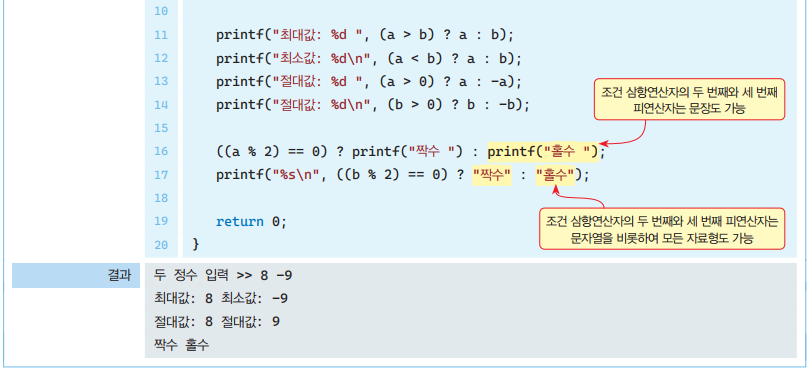 10
11 printf("최대값: %d ", (a > b) ? a : b);
12 printf("최소값: %d\n", (a < b) ? a : b);
13 printf("절대값: %d ", (a > 0) ? a : -a);
14 printf("절대값: %d\n", (b > 0) ? b : -b);
조건 삼항연산자의 두 번째와 세 번째
피연산자는 문장도 가능
15
16 ((a % 2) == 0) ? printf("짝수 ") : printf("홀수 ");
17 printf("%s\n", ((b % 2) == 0) ? "짝수" : "홀수");
18
조건 삼항연산자의 두 번째와 세 번째 피연산자는
문자열을 비롯하여 모든 자료형도 가능
19 return 0;
20 }
결과
두 정수 입력 >> 8 -9
최대값: 8 최소값: -9
절대값: 8 절대값: 9
짝수 홀수